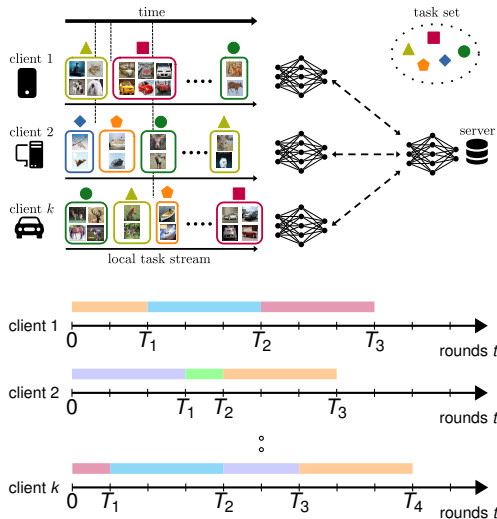 time
task set
client 1
client 2
server
client k
local task stream
client 1
0 T1 T2 T3
rounds t
client 2
0 T1 T2 T3
rounds t
client k
0 T1 T2 T3 T4
rounds t